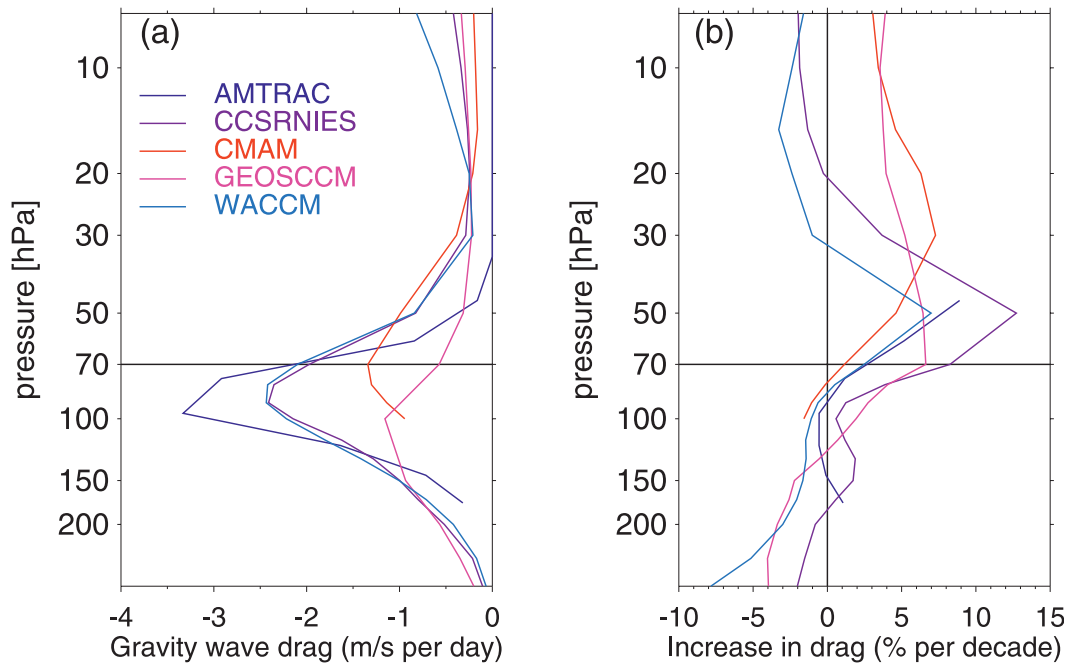 (a)
pressure [hPa]
10
20
30
50
70
100
150
200
AMTRAC
CCSRNIES
CMAM
GEOSCCM
WACCM
-4 -3 -2 -1 0
Gravity wave drag (m/s per day)
(b)
pressure [hPa]
10
20
30
50
70
100
150
200
-10 -5 0 5 10 15
Increase in drag (% per decade)